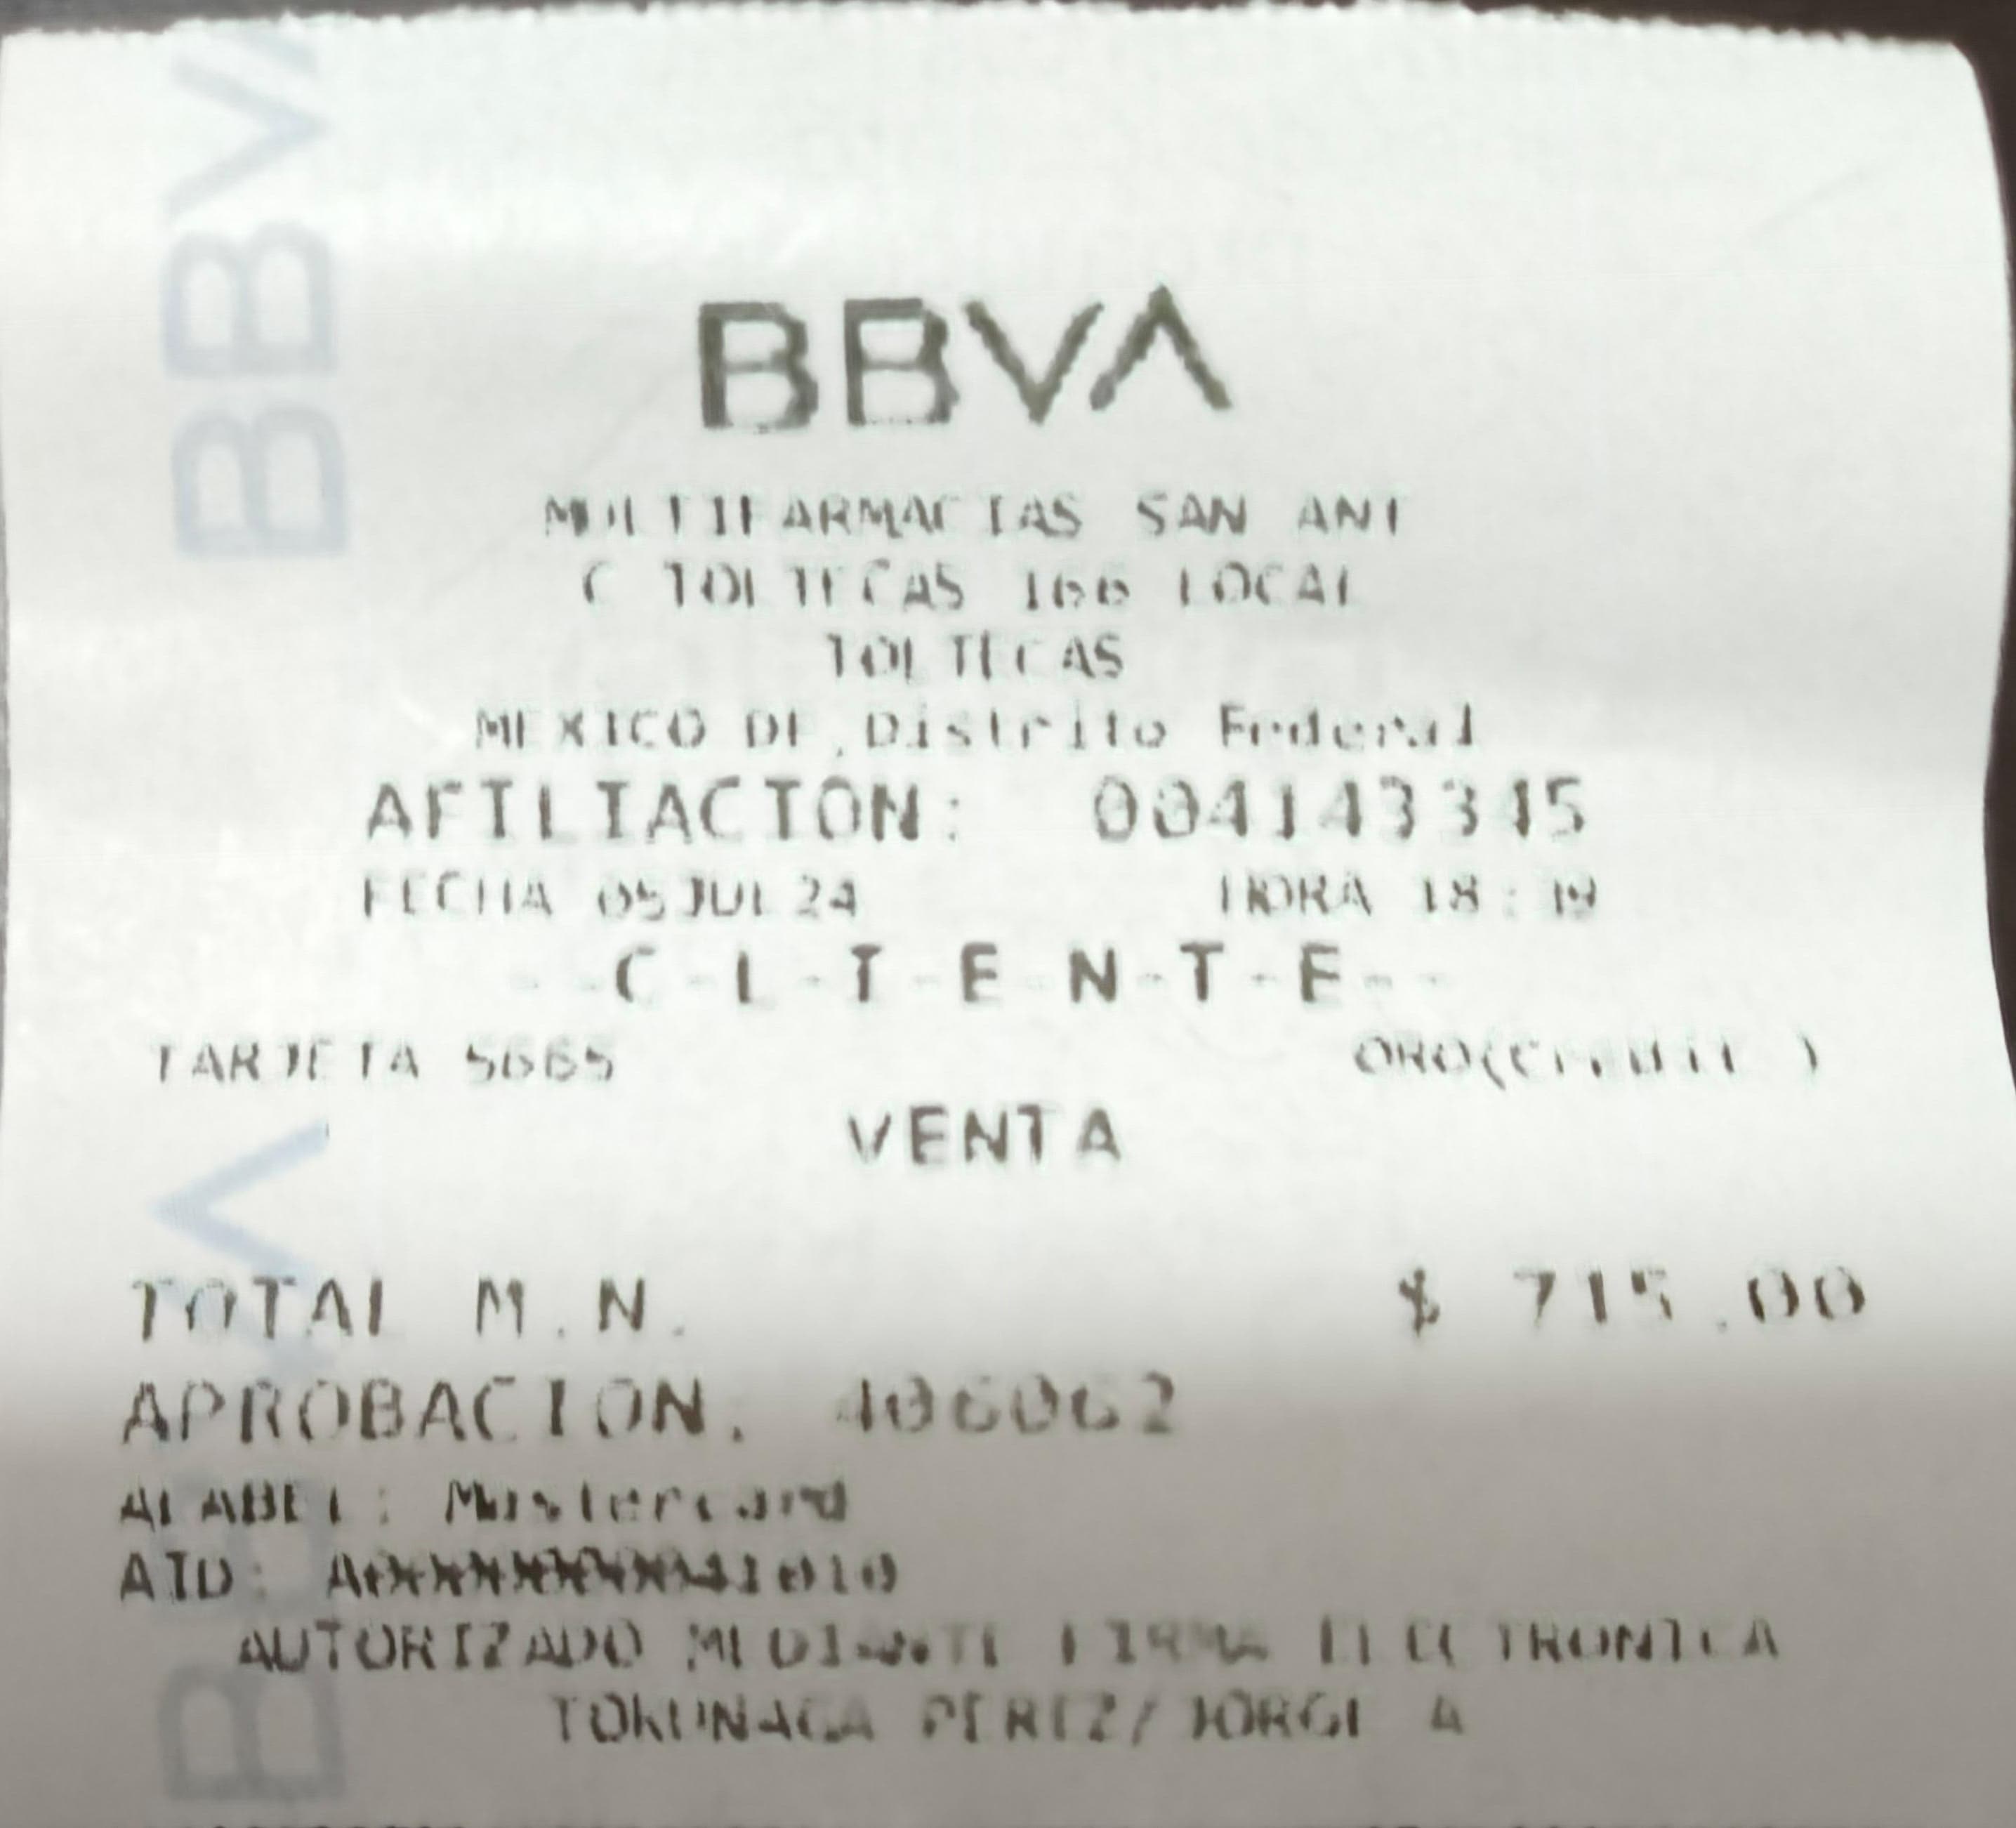 BBVA
MULTIFARMACIAS SAN ANT
C TOLTECAS 166 LOCAL
TOLTECAS
MEXICO DF,Distrito Federal
AFILIACION: 004143345
FECHA 05JUL24 HORA 18:19
--C-L-I-E-N-T-E--
TARJETA 5665 ORO(Credit )
VENTA
TOTAL M.N. $ 715.00
APROBACION. 406062
ALABEL: Mastercard
AID: 41010
AUTORIZADO MEDIANTE FIRMA ELECTRONICA
TOKUNAGA PEREZ/JORGE A
BBVA
BBVA